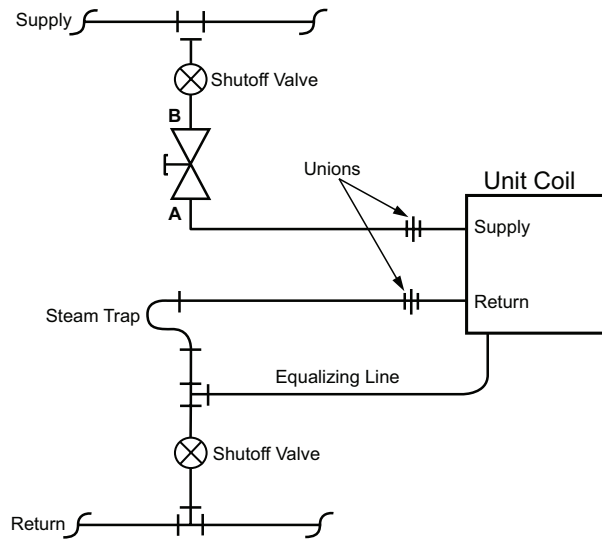 Supply
Shutoff Valve
B
A
Unions
Unit Coil
Supply
Return
Steam Trap
Equalizing Line
Shutoff Valve
Return